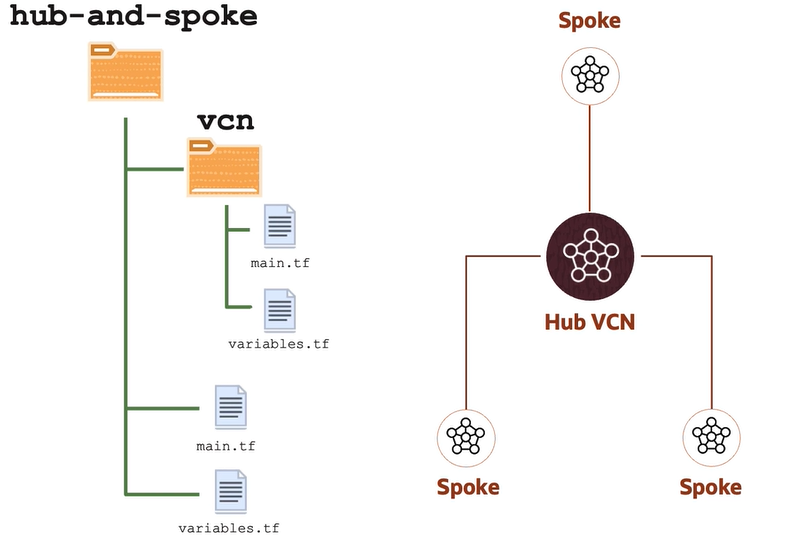 hub-and-spoke
vcn
main.tf
variables.tf
main.tf
variables.tf
Spoke
Hub VCN
Spoke
Spoke